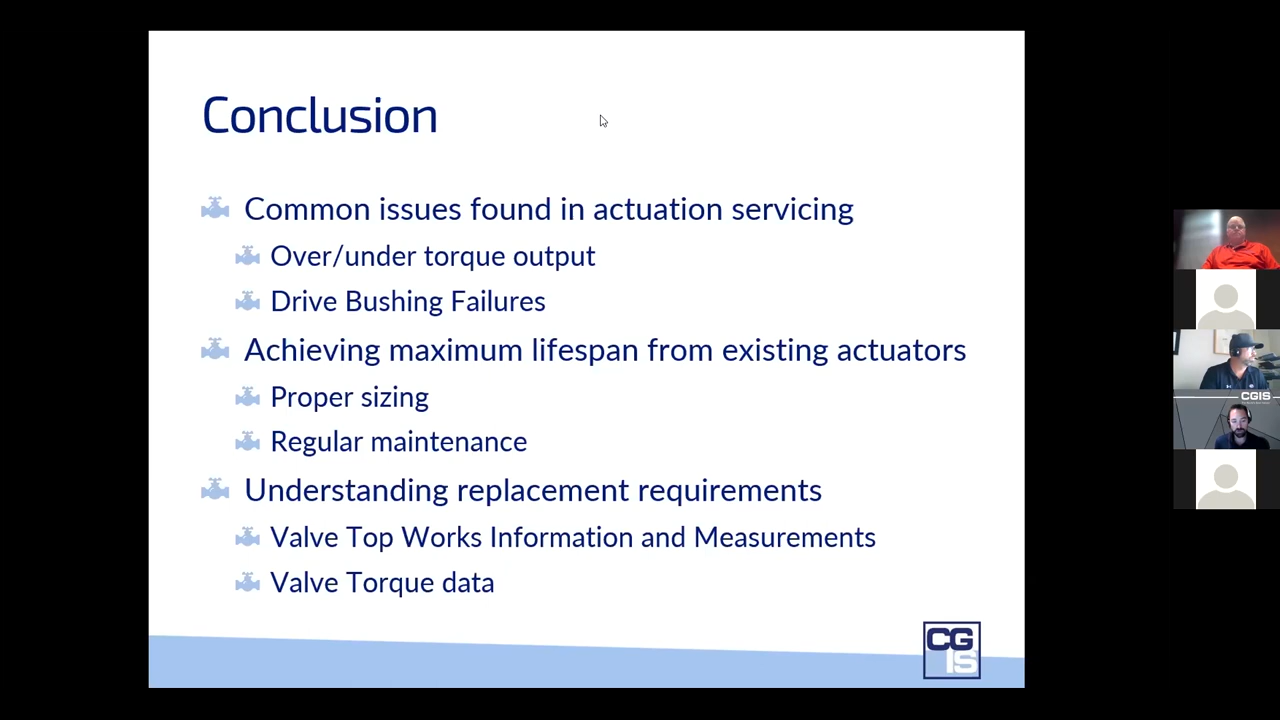 Conclusion
Common issues found in actuation servicing
Over/under torque output
Drive Bushing Failures
Achieving maximum lifespan from existing actuators
Proper sizing
Regular maintenance
Understanding replacement requirements
Valve Top Works Information and Measurements
Valve Torque data
CG
IS
CGIS